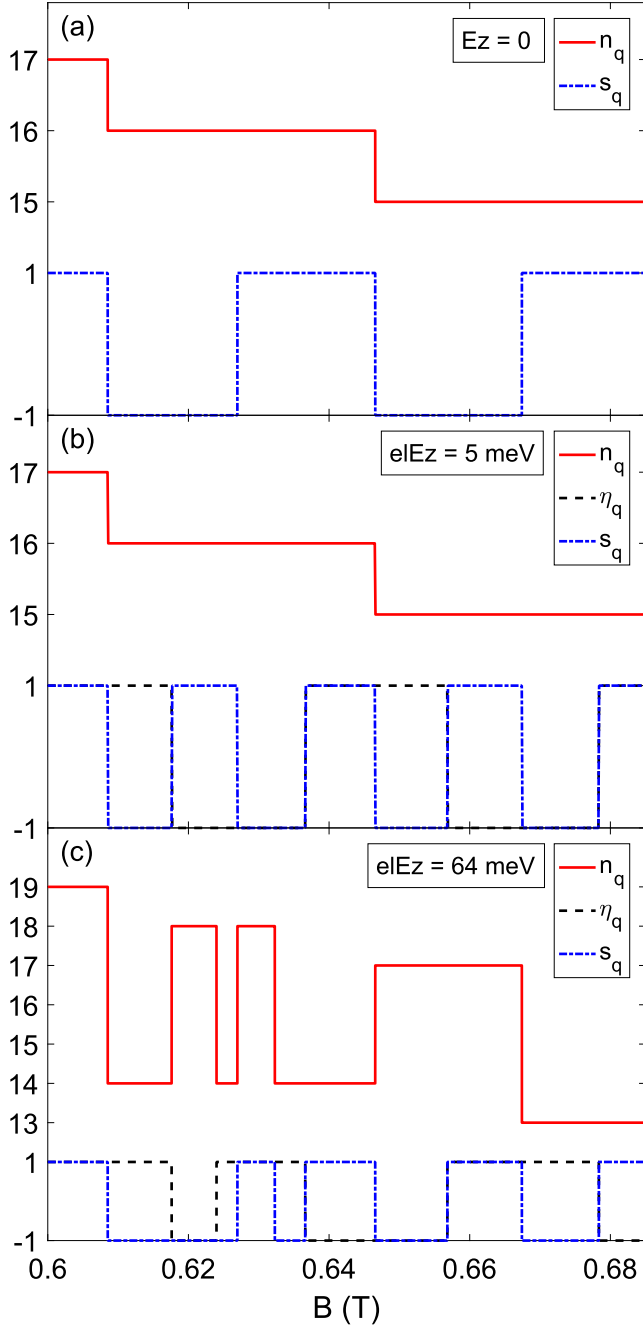 (a)
Ez = 0
n_q
s_q
17
16
15
1
-1
(b)
elEz = 5 meV
n_q
η_q
s_q
17
16
15
1
-1
(c)
elEz = 64 meV
n_q
η_q
s_q
19
18
17
16
15
14
13
1
-1
0.6 0.62 0.64 0.66 0.68
B (T)